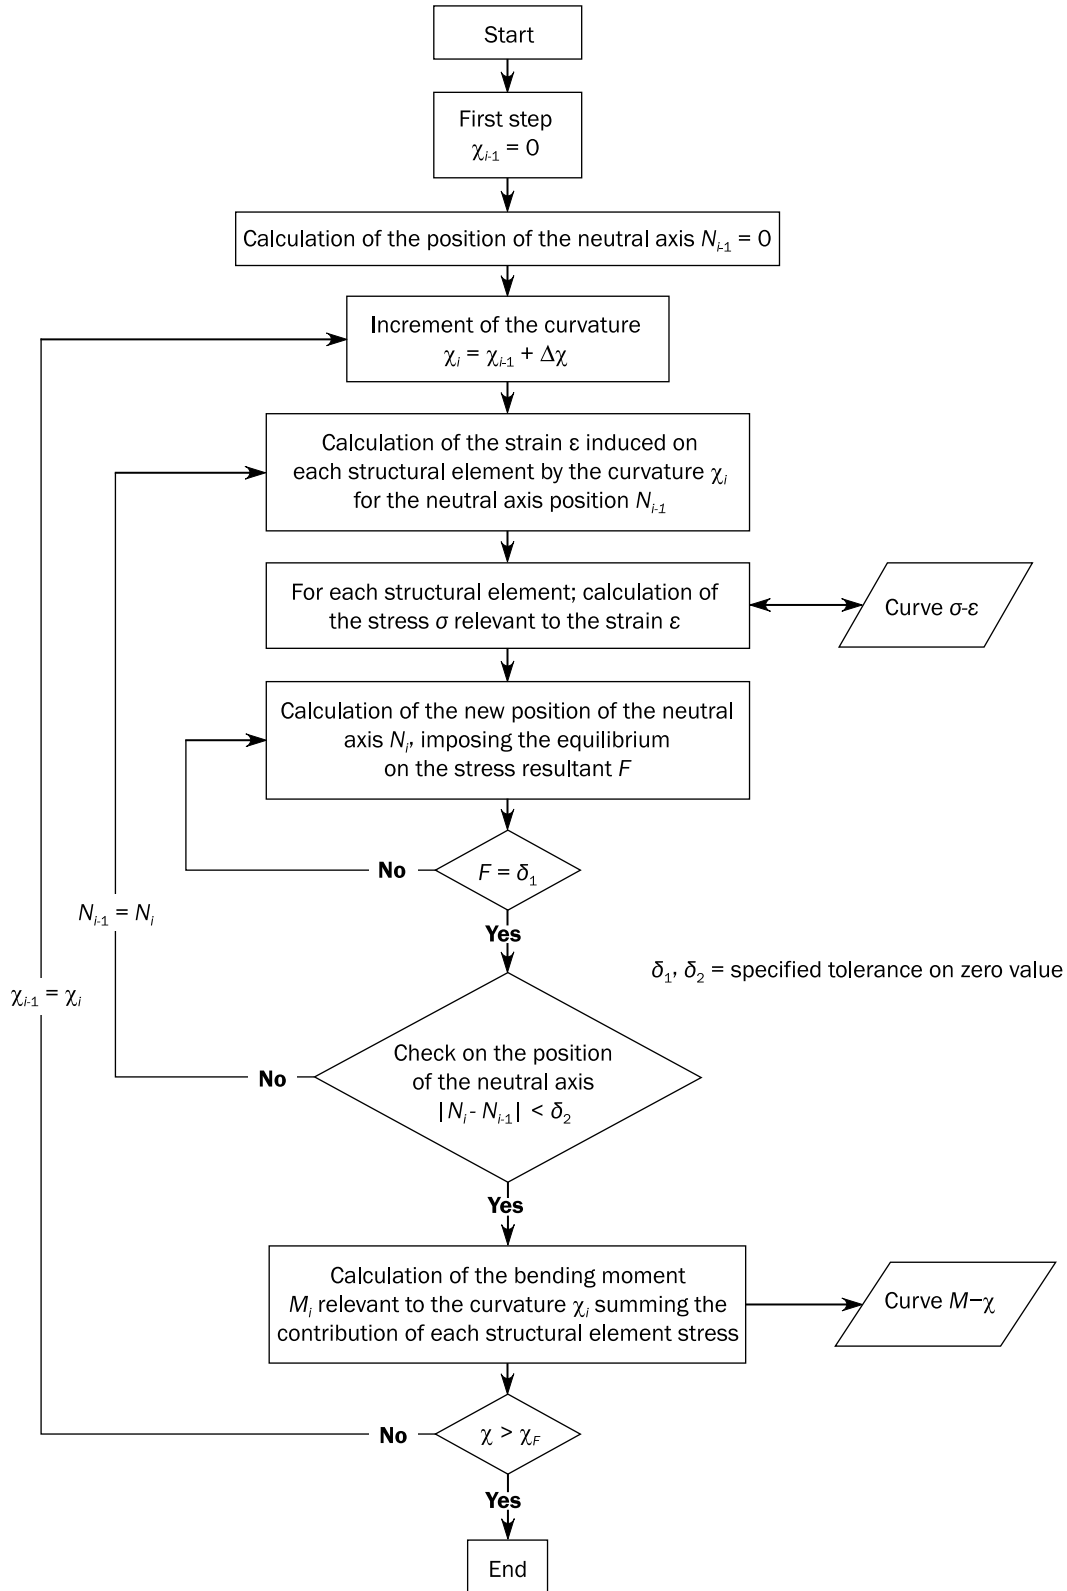 Start
First step
χi-1 = 0
Calculation of the position of the neutral axis Ni-1 = 0
Increment of the curvature
χi = χi-1 + Δχ
Calculation of the strain ε induced on
each structural element by the curvature χi
for the neutral axis position Ni-1
For each structural element; calculation of
the stress σ relevant to the strain ε
Curve σ-ε
Calculation of the new position of the neutral
axis Ni, imposing the equilibrium
on the stress resultant F
F = δ1
No
Yes
Ni-1 = Ni
δ1, δ2 = specified tolerance on zero value
χi-1 = χi
Check on the position
of the neutral axis
|Ni - Ni-1| < δ2
No
Yes
Calculation of the bending moment
Mi relevant to the curvature χi summing the
contribution of each structural element stress
Curve M–χ
No
χ > χF
Yes
End